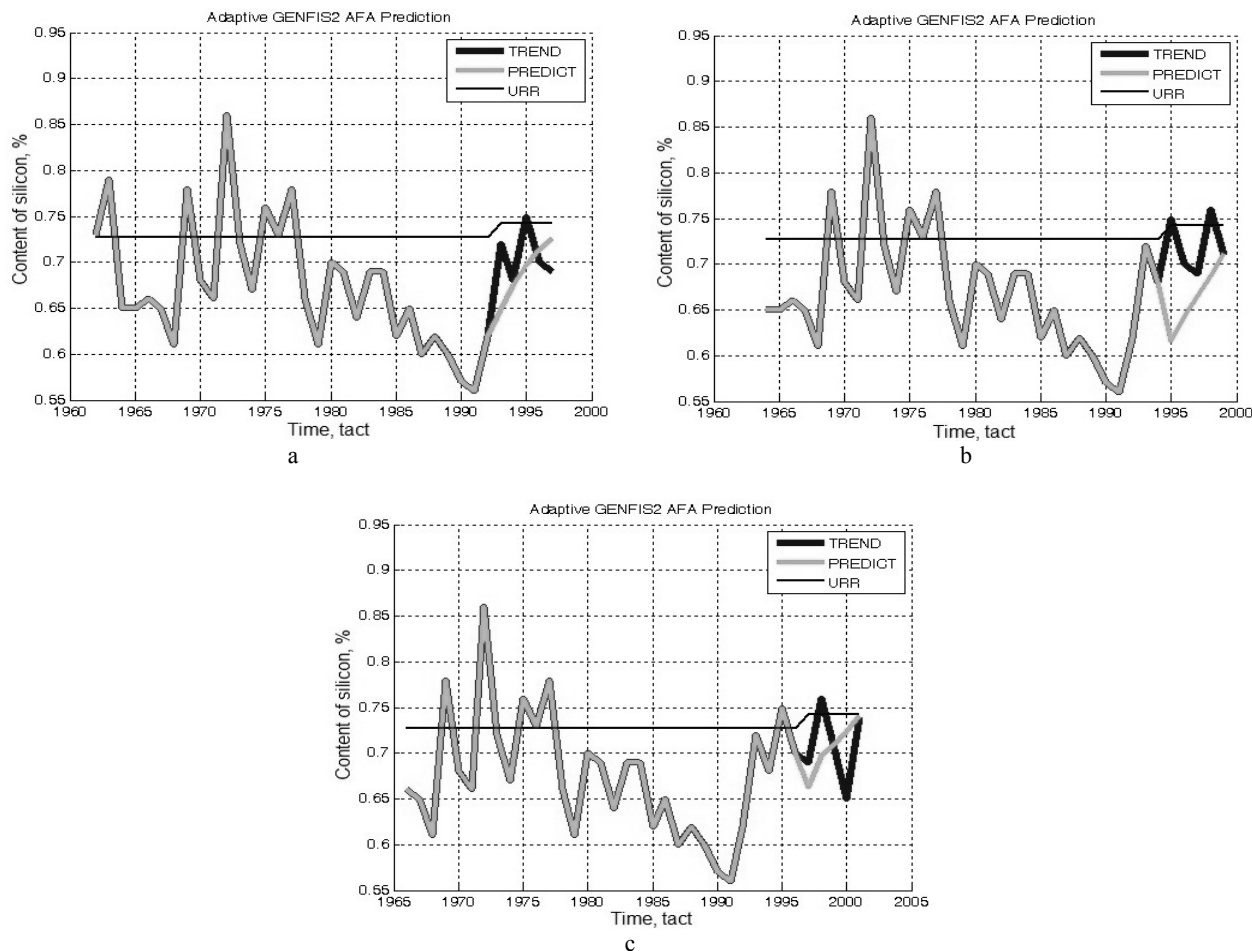 Adaptive GENFIS2 AFA Prediction
0.95
0.9
0.85
0.8
0.75
0.7
0.65
0.6
0.55
Content of silicon, %
TREND
PREDICT
URR
1960 1965 1970 1975 1980 1985 1990 1995 2000
Time, tact
a
Adaptive GENFIS2 AFA Prediction
0.95
0.9
0.85
0.8
0.75
0.7
0.65
0.6
0.55
Content of silicon, %
TREND
PREDICT
URR
1960 1965 1970 1975 1980 1985 1990 1995 2000
Time, tact
b
Adaptive GENFIS2 AFA Prediction
0.95
0.9
0.85
0.8
0.75
0.7
0.65
0.6
0.55
Content of silicon, %
TREND
PREDICT
URR
1965 1970 1975 1980 1985 1990 1995 2000 2005
Time, tact
c